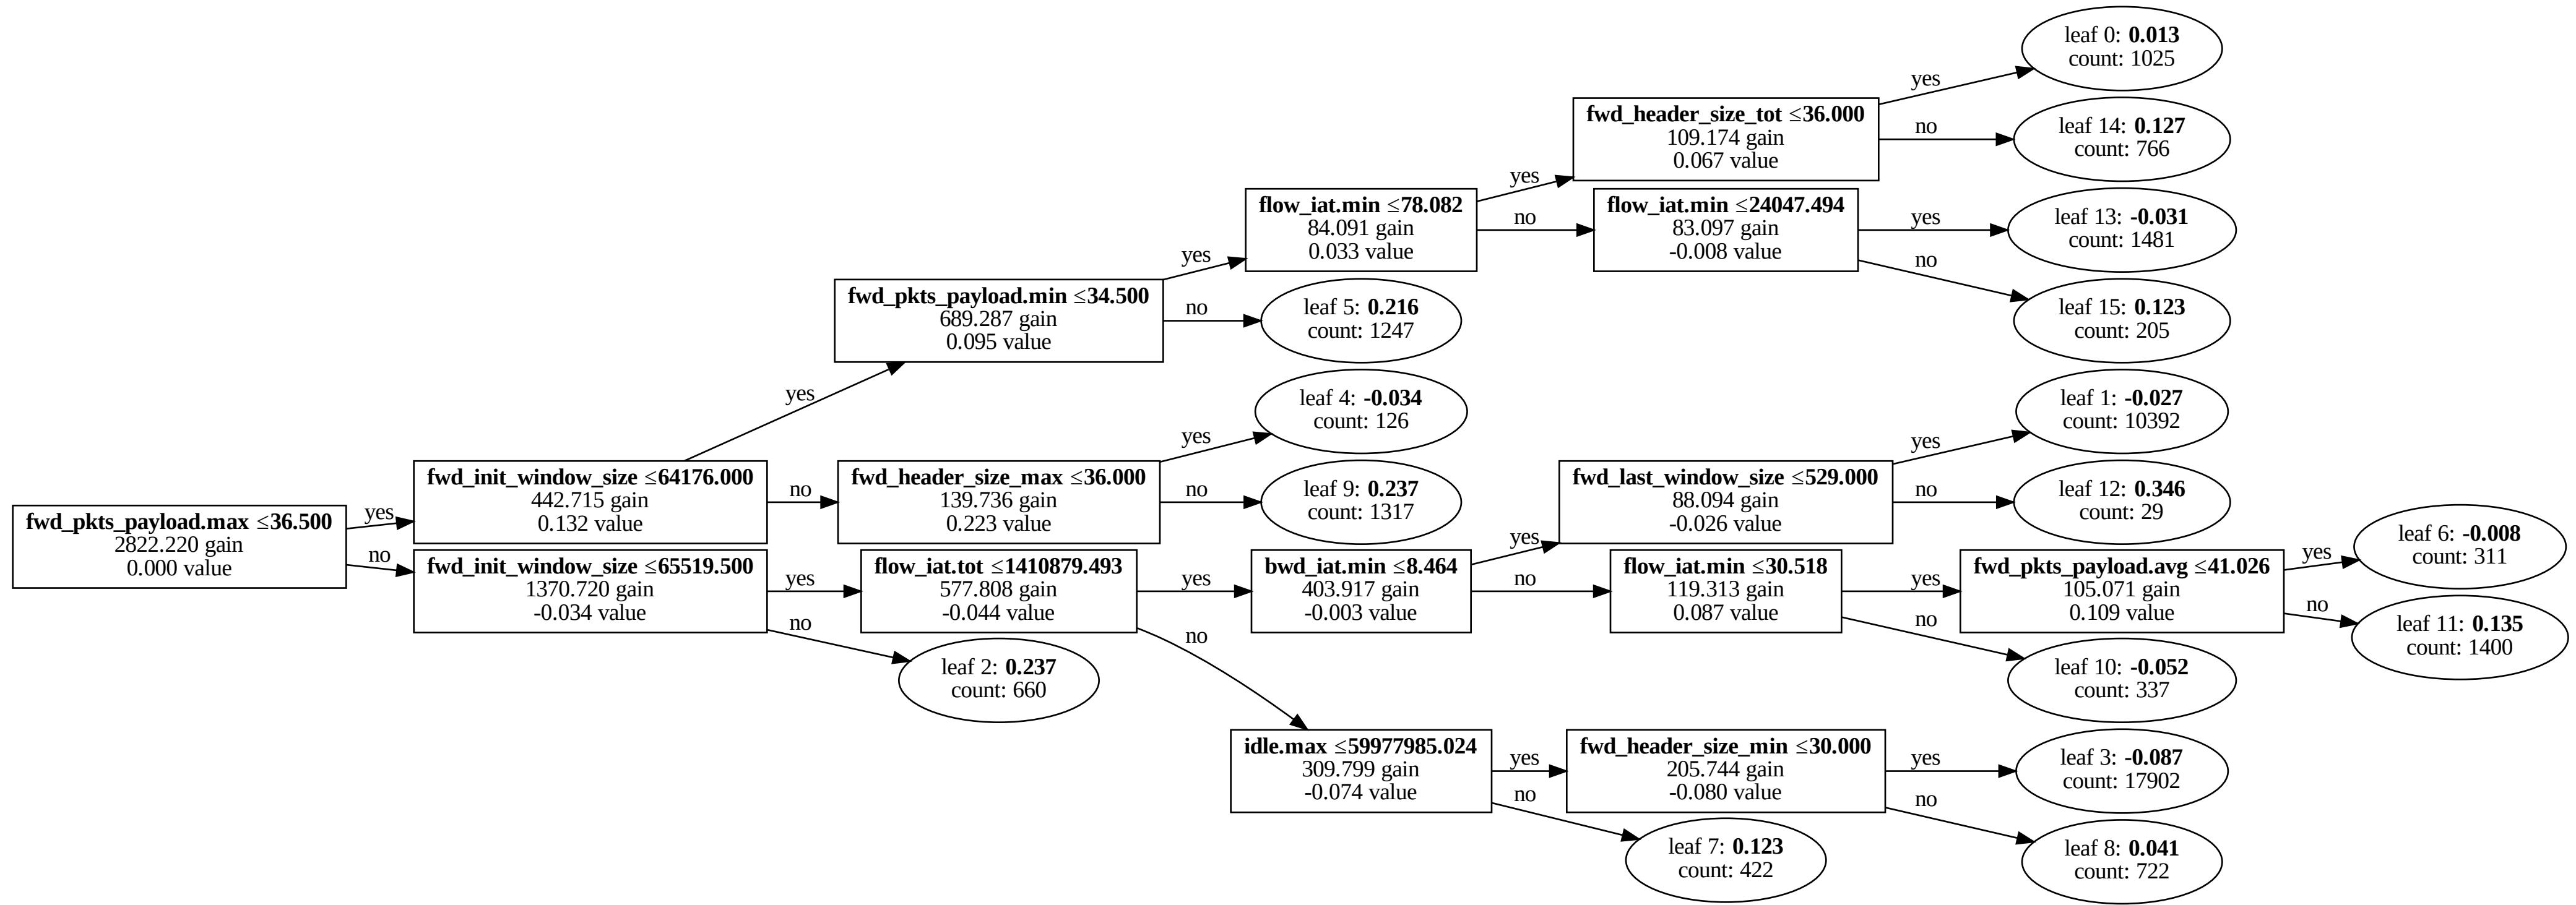 leaf 0: 0.013
count: 1025
yes
fwd_header_size_tot ≤36.000
109.174 gain
0.067 value
no
leaf 14: 0.127
count: 766
yes
flow_iat.min ≤78.082
84.091 gain
0.033 value
no
flow_iat.min ≤24047.494
83.097 gain
-0.008 value
yes
leaf 13: -0.031
count: 1481
no
leaf 15: 0.123
count: 205
yes
fwd_pkts_payload.min ≤34.500
689.287 gain
0.095 value
no
leaf 5: 0.216
count: 1247
yes
leaf 4: -0.034
count: 126
yes
fwd_init_window_size ≤64176.000
442.715 gain
0.132 value
no
fwd_header_size_max ≤36.000
139.736 gain
0.223 value
no
leaf 9: 0.237
count: 1317
fwd_last_window_size ≤529.000
88.094 gain
-0.026 value
yes
leaf 1: -0.027
count: 10392
no
leaf 12: 0.346
count: 29
fwd_pkts_payload.max ≤36.500
2822.220 gain
0.000 value
yes
no
fwd_init_window_size ≤65519.500
1370.720 gain
-0.034 value
yes
flow_iat.tot ≤1410879.493
577.808 gain
-0.044 value
yes
bwd_iat.min ≤8.464
403.917 gain
-0.003 value
yes
no
flow_iat.min ≤30.518
119.313 gain
0.087 value
yes
fwd_pkts_payload.avg ≤41.026
105.071 gain
0.109 value
yes
leaf 6: -0.008
count: 311
no
leaf 11: 0.135
count: 1400
no
leaf 10: -0.052
count: 337
no
leaf 2: 0.237
count: 660
no
idle.max ≤59977985.024
309.799 gain
-0.074 value
yes
fwd_header_size_min ≤30.000
205.744 gain
-0.080 value
yes
leaf 3: -0.087
count: 17902
no
leaf 7: 0.123
count: 422
no
leaf 8: 0.041
count: 722